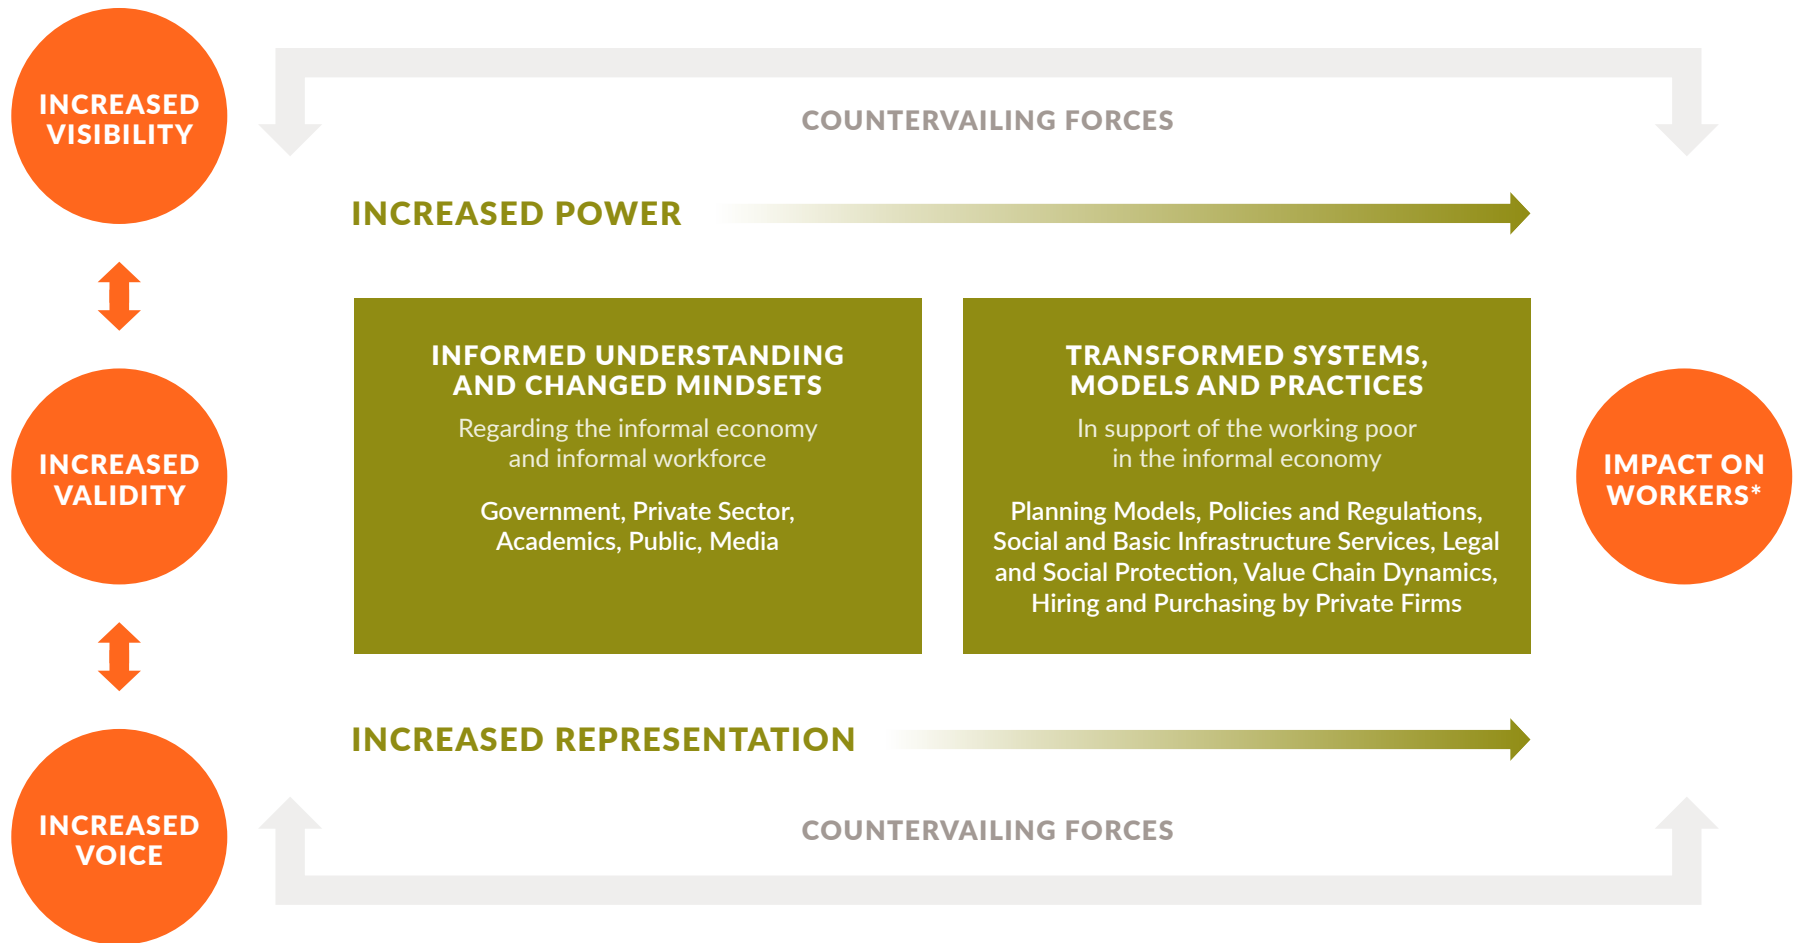 INCREASED
VISIBILITY
COUNTERVAILING FORCES
INCREASED POWER
INFORMED UNDERSTANDING
AND CHANGED MINDSETS
Regarding the informal economy
and informal workforce
Government, Private Sector,
Academics, Public, Media
TRANSFORMED SYSTEMS,
MODELS AND PRACTICES
In support of the working poor
in the informal economy
Planning Models, Policies and Regulations,
Social and Basic Infrastructure Services, Legal
and Social Protection, Value Chain Dynamics,
Hiring and Purchasing by Private Firms
INCREASED
VALIDITY
IMPACT ON
WORKERS*
INCREASED REPRESENTATION
COUNTERVAILING FORCES
INCREASED
VOICE